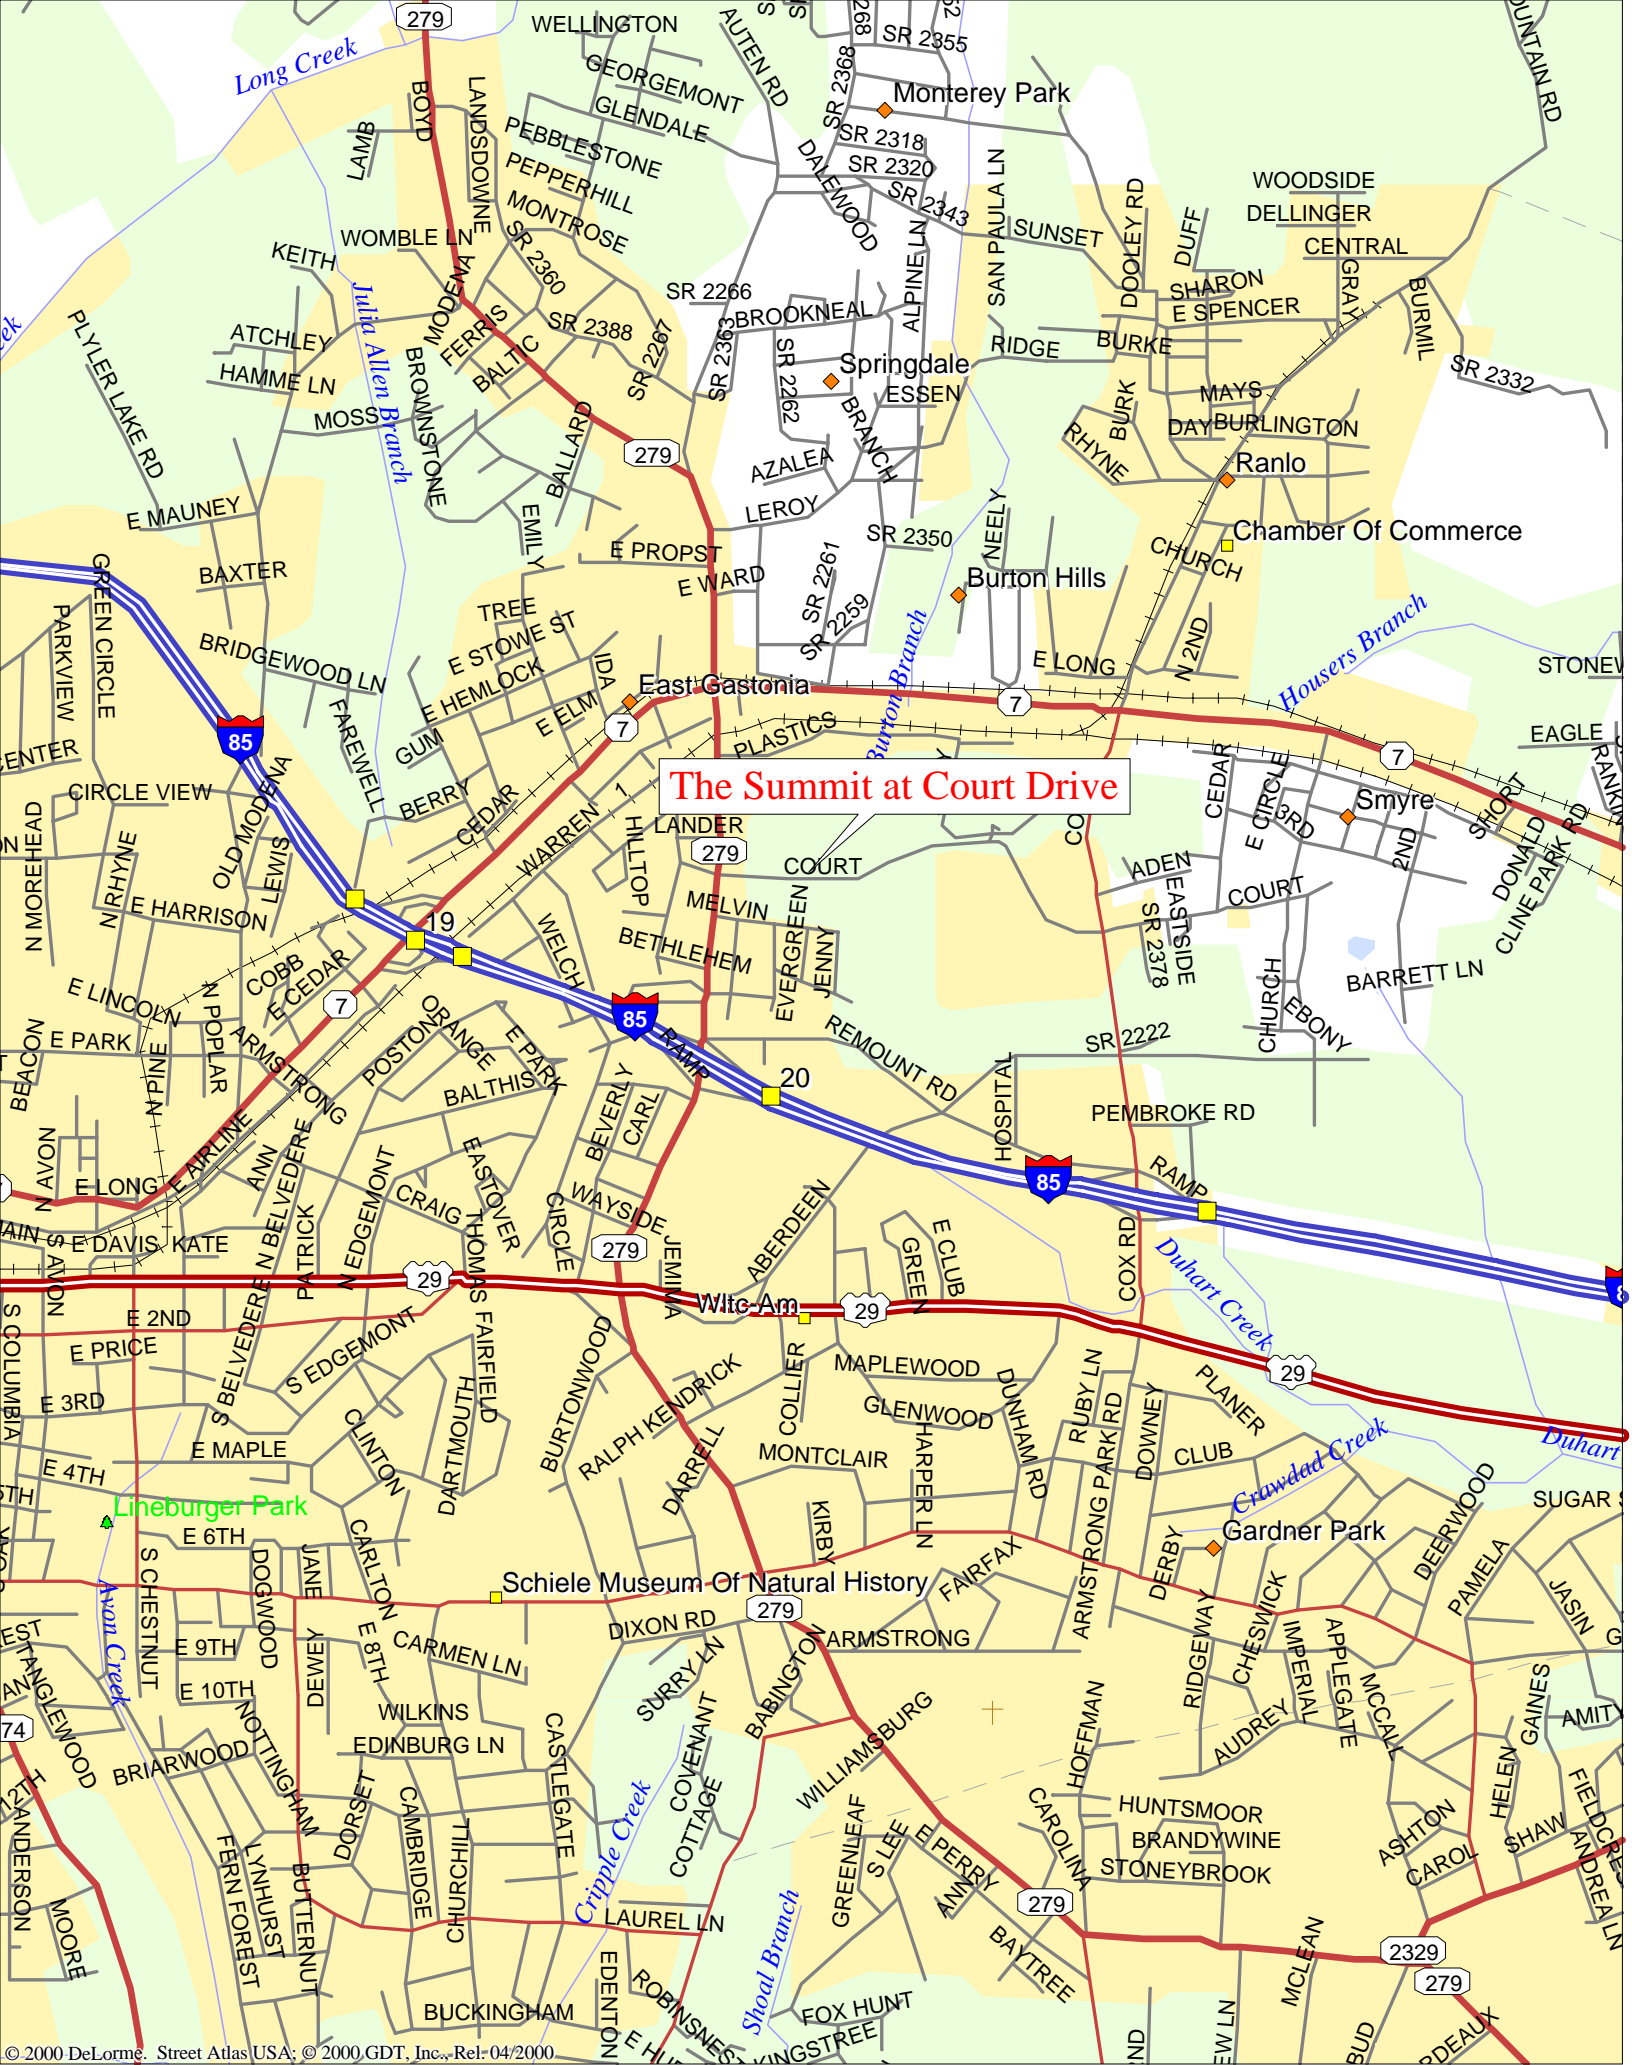 279
WELLINGTON
AUTEN RD
SR 2355
Long Creek
GEORGEMONT
SR 2368
Monterey Park
BOYD
LANDSDOWNE
GLENDALE
LAMB
PEBBLESTONE
SR 2318
DALEWOOD
SR 2320
PEPPERHILL
SR 2343
SAN PAULA LN
WOODSIDE
DELLINGER
MONTROSE
SUNSET
DOOLEY RD
DUFF
CENTRAL
WOMBLE LN
KEITH
SR 2360
ALPINE LN
GRAY
BURMIL
MODENA
SR 2266
SHARON
E SPENCER
Julia Allen Branch
PLYLER LAKE RD
ATCHLEY
FERRIS
SR 2388
SR 2267
SR 2363
BROOKNEAL
RIDGE
BURKE
HAMME LN
BALTIC
BROWNSTONE
SR 2262
Springdale
ESSEN
SR 2332
MOSS
BALLARD
BRANCH
BURK
MAYS
DAY
BURLINGTON
279
AZALEA
RHYNE
Ranlo
E MAUNEY
LEROY
EMILY
SR 2350
NEELY
Chamber Of Commerce
CHURCH
E PROPST
GREEN CIRCLE
BAXTER
E WARD
SR 2261
Burton Hills
PARKVIEW
TREE
E STOWE ST
SR 2259
Housers Branch
BRIDGEWOOD LN
IDA
E LONG
N 2ND
E HEMLOCK
East Gastonia
E ELM
Burton Branch
7
7
EAGLE
FAREWELL
GUM
85
PLASTICS
7
CIRCLE VIEW
OLD MODENA
BERRY
CEDAR
The Summit at Court Drive
CEDAR
E CIRCLE
3RD
Smyre
SHORT
N MOREHEAD
N RHYNE
LEWIS
WARREN
1
HILLTOP
LANDER
279
COURT
2ND
DONALD
CLINE PARK RD
ADEN
EASTSIDE
COURT
E HARRISON
19
WELCH
MELVIN
EVERGREEN
JENNY
BETHLEHEM
SR 2378
COBB
E CEDAR
BARRETT LN
E LINCOLN
N POPLAR
7
ORANGE
85
CHURCH
EBONY
E PARK
BEACON
N PINE
ARMSTRONG
POSTON
E PARK
RAMP
REMOUNT RD
SR 2222
BALTHIS
20
HOSPITAL
BEVERLY
CARL
PEMBROKE RD
N AVON
E AIRLINE
ANN
N BELVEDERE
N EDGEMONT
EASTOVER
85
RAMP
E LONG
CRAIG
CIRCLE
WAYSIDE
ABERDEEN
E DAVIS
KATE
PATRICK
THOMAS
279
JEMIMA
GREEN
E CLUB
COX RD
Duhart Creek
S AVON
29
Wltc-Am
29
S COLUMBIA
E 2ND
FAIRFIELD
E PRICE
S BELVEDERE
S EDGEMONT
BURTONWOOD
COLLIER
MAPLEWOOD
RUBY LN
29
PLANER
E 3RD
DARTMOUTH
RALPH KENDRICK
GLENWOOD
DUNHAM RD
DOWNEY
CLINTON
DARRELL
MONTCLAIR
HARPER LN
ARMSTRONG PARK RD
CLUB
Crawdad Creek
Duhart
E MAPLE
E 4TH
Lineburger Park
KIRBY
DEERWOOD
E 6TH
CARLTON
Gardner Park
S CHESTNUT
DOGWOOD
JANE
FAIRFAX
DERBY
PAMELA
Avon Creek
Schiele Museum Of Natural History
279
RIDGEWAY
CHESWICK
JASIN
DIXON RD
E 9TH
DEWEY
E 8TH
CARMEN LN
ARMSTRONG
IMPERIAL
APPLEGATE
TANGLEWOOD
E 10TH
SURRY LN
BABINGTON
MCCALL
GAINES
WILKINS
COVENANT
WILLIAMSBURG
HOFFMAN
AUDREY
74
NOTTINGHAM
EDINBURG LN
CASTLEGATE
BRIARWOOD
12TH
DORSET
Cripple Creek
COTTAGE
CAROLINA
HELEN
ANDERSON
CAMBRIDGE
CHURCHILL
GREENLEAF
S LEE
E PERRY
HUNTSMOOR
BRANDYWINE
STONEYBROOK
ASHTON
CAROL
SHAW
FERN FOREST
LYNHURST
BUTTERNUT
ANN
279
ANDREA LN
MOORE
LAUREL LN
Shoal Branch
BAYTREE
MCLEAN
2329
279
EDENTON
BUCKINGHAM
FOX HUNT
KINGSTREE
© 2000 DeLorme. Street Atlas USA; © 2000 GDT, Inc., Rel. 04/2000